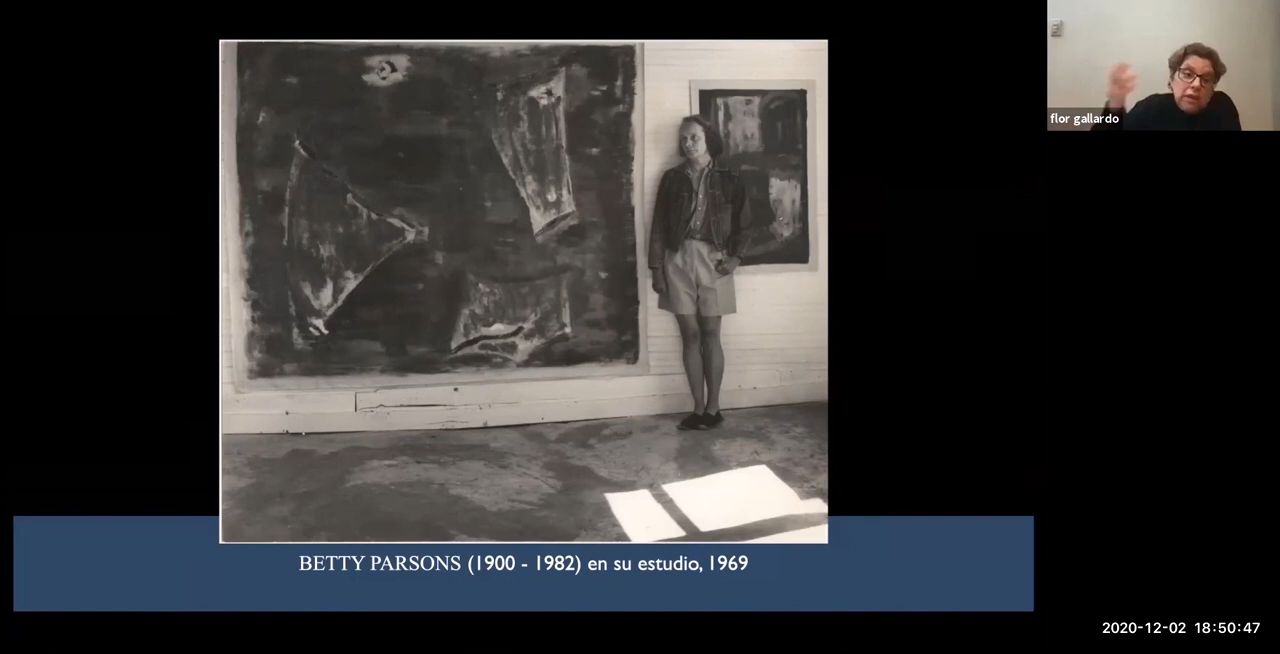 flor gallardo
BETTY PARSONS (1900 - 1982) en su estudio, 1969
2020-12-02 18:50:47